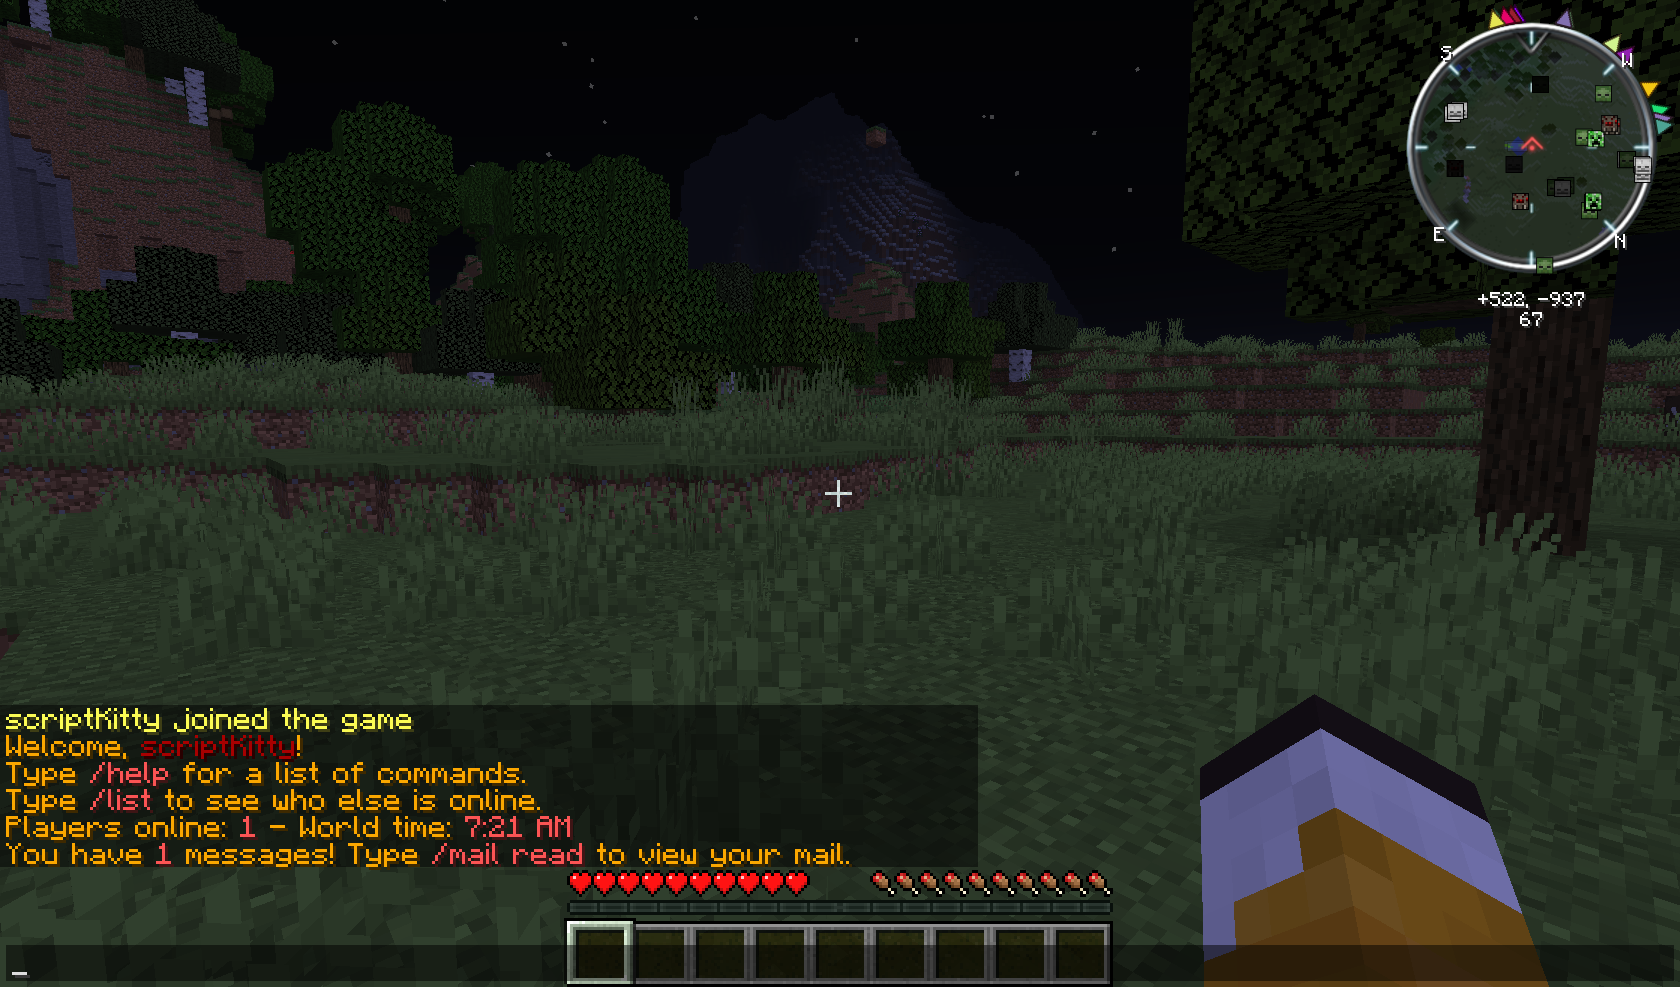 S
W
E
N
+522, -937
67
scriptKitty joined the game
Welcome, scriptKitty!
Type /help for a list of commands.
Type /list to see who else is online.
Players online: 1 - World time: 7:21 AM
You have 1 messages! Type /mail read to view your mail.
_